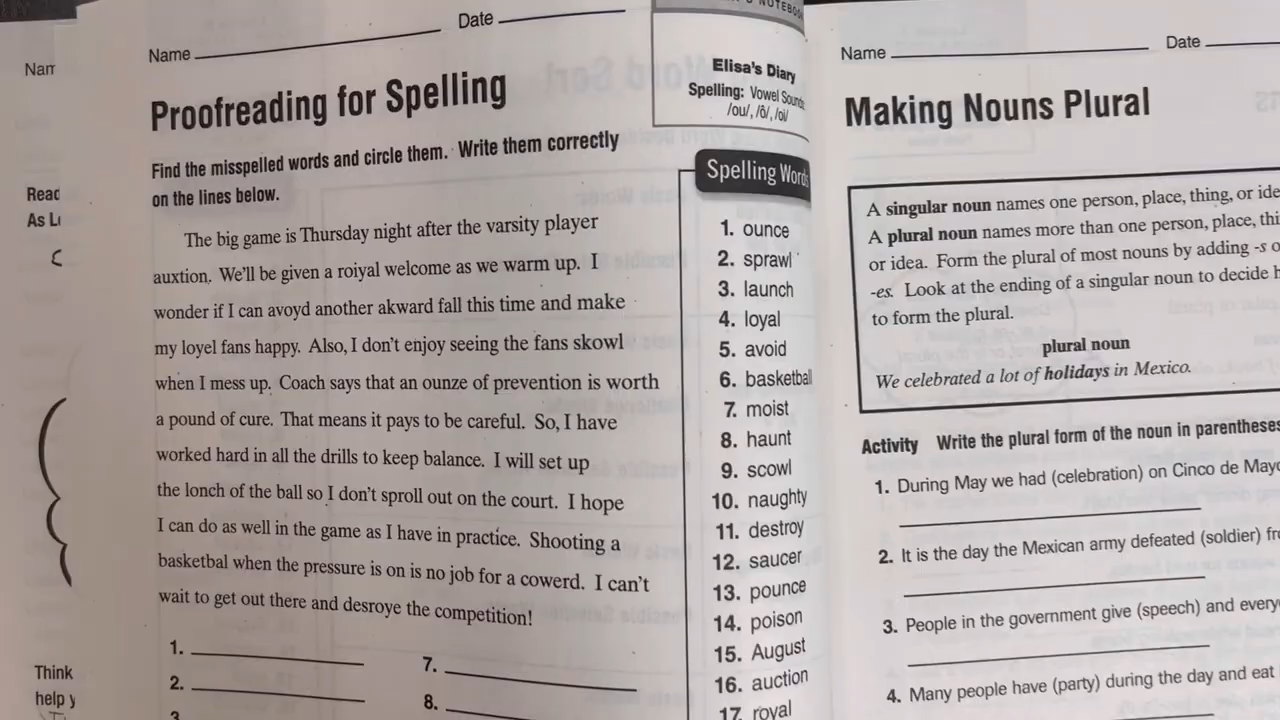 Nam
Read
As
Think
help y
Name
Date
Proofreading for Spelling
Find the misspelled words and circle them. Write them correctly
on the lines below.
The big game is Thursday night after the varsity player
auxtion. We'll be given a roiyal welcome as we warm up. I
wonder if I can avoyd another akward fall this time and make
my loyel fans happy. Also, I don't enjoy seeing the fans skowl
when I mess up. Coach says that an ounze of prevention is worth
a pound of cure. That means it pays to be careful. So, I have
worked hard in all the drills to keep balance. I will set up
the lonch of the ball so I don't sproll out on the court. I hope
I can do as well in the game as I have in practice. Shooting a
basketbal when the pressure is on is no job for a cowerd. I can't
wait to get out there and desroye the competition!
1.
2.
3.
7.
8.
NOTEBOO
Elisa's Diary
Spelling: Vowel Sounds
/ou/, /ô/, /oi/
Spelling Words
1. ounce
2. sprawl
3. launch
4. loyal
5. avoid
6. basketball
7. moist
8. haunt
9. scowl
10. naughty
11. destroy
12. saucer
13. pounce
14. poison
15. August
16. auction
17. royal
Name
Date
Making Nouns Plural
A singular noun names one person, place, thing, or ide
A plural noun names more than one person, place, thi
or idea. Form the plural of most nouns by adding -s o
-es. Look at the ending of a singular noun to decide h
to form the plural.
plural noun
We celebrated a lot of holidays in Mexico.
Activity Write the plural form of the noun in parentheses
1. During May we had (celebration) on Cinco de Mayo
2. It is the day the Mexican army defeated (soldier) fr
3. People in the government give (speech) and every
4. Many people have (party) during the day and eat